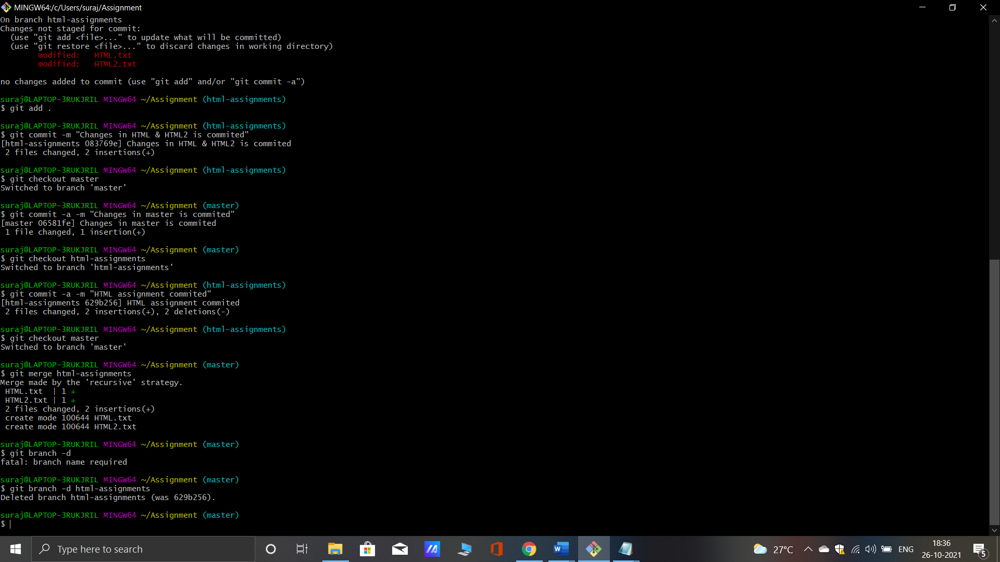 MINGW64:/c/Users/suraj/Assignment
On branch html-assignments
Changes not staged for commit:
  (use "git add <file>..." to update what will be committed)
  (use "git restore <file>..." to discard changes in working directory)
        modified:   HTML.txt
        modified:   HTML2.txt

no changes added to commit (use "git add" and/or "git commit -a")

suraj@LAPTOP-3RUKJRIL MINGW64 ~/Assignment (html-assignments)
$ git add .

suraj@LAPTOP-3RUKJRIL MINGW64 ~/Assignment (html-assignments)
$ git commit -m "Changes in HTML & HTML2 is commited"
[html-assignments 083769e] Changes in HTML & HTML2 is commited
 2 files changed, 2 insertions(+)

suraj@LAPTOP-3RUKJRIL MINGW64 ~/Assignment (html-assignments)
$ git checkout master
Switched to branch 'master'

suraj@LAPTOP-3RUKJRIL MINGW64 ~/Assignment (master)
$ git commit -a -m "Changes in master is commited"
[master 06581fe] Changes in master is commited
 1 file changed, 1 insertion(+)

suraj@LAPTOP-3RUKJRIL MINGW64 ~/Assignment (master)
$ git checkout html-assignments
Switched to branch 'html-assignments'

suraj@LAPTOP-3RUKJRIL MINGW64 ~/Assignment (html-assignments)
$ git commit -a -m "HTML assignment commited"
[html-assignments 629b256] HTML assignment commited
 2 files changed, 2 insertions(+), 2 deletions(-)

suraj@LAPTOP-3RUKJRIL MINGW64 ~/Assignment (html-assignments)
$ git checkout master
Switched to branch 'master'

suraj@LAPTOP-3RUKJRIL MINGW64 ~/Assignment (master)
$ git merge html-assignments
Merge made by the 'recursive' strategy.
 HTML.txt  | 1 +
 HTML2.txt | 1 +
 2 files changed, 2 insertions(+)
 create mode 100644 HTML.txt
 create mode 100644 HTML2.txt

suraj@LAPTOP-3RUKJRIL MINGW64 ~/Assignment (master)
$ git branch -d
fatal: branch name required

suraj@LAPTOP-3RUKJRIL MINGW64 ~/Assignment (master)
$ git branch -d html-assignments
Deleted branch html-assignments (was 629b256).

suraj@LAPTOP-3RUKJRIL MINGW64 ~/Assignment (master)
$
Type here to search
27°C
ENG
18:36
26-10-2021
5